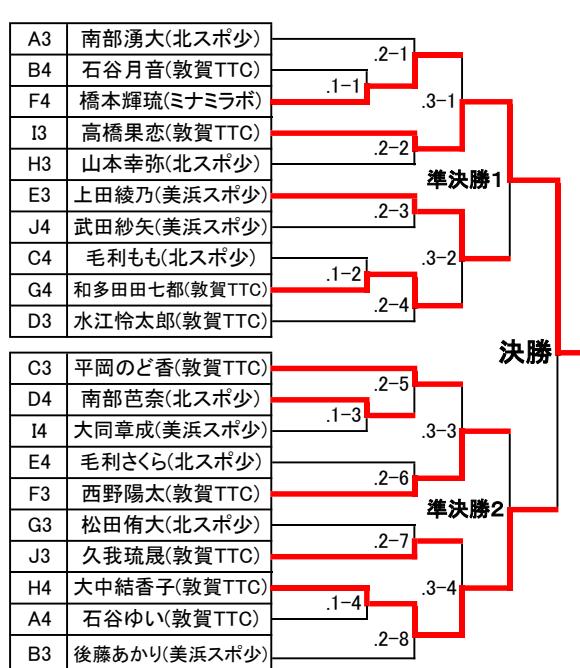 A3 南部湧大(北スポ少)
B4 石谷月音(敦賀TTC)
F4 橋本輝琉(ミナミラボ)
I3 高橋果恋(敦賀TTC)
H3 山本幸弥(北スポ少)
E3 上田綾乃(美浜スポ少)
J4 武田紗矢(美浜スポ少)
C4 毛利もも(北スポ少)
G4 和多田田七都(敦賀TTC)
D3 水江怜太郎(敦賀TTC)
.2-1
.1-1
.3-1
.2-2
準決勝1
.2-3
.3-2
.1-2
.2-4
決勝
C3 平岡のど香(敦賀TTC)
D4 南部芭奈(北スポ少)
I4 大同章成(美浜スポ少)
E4 毛利さくら(北スポ少)
F3 西野陽太(敦賀TTC)
G3 松田侑大(北スポ少)
J3 久我琉晟(敦賀TTC)
H4 大中結香子(敦賀TTC)
A4 石谷ゆい(敦賀TTC)
B3 後藤あかり(美浜スポ少)
.2-5
.1-3
.3-3
.2-6
準決勝2
.2-7
.3-4
.1-4
.2-8